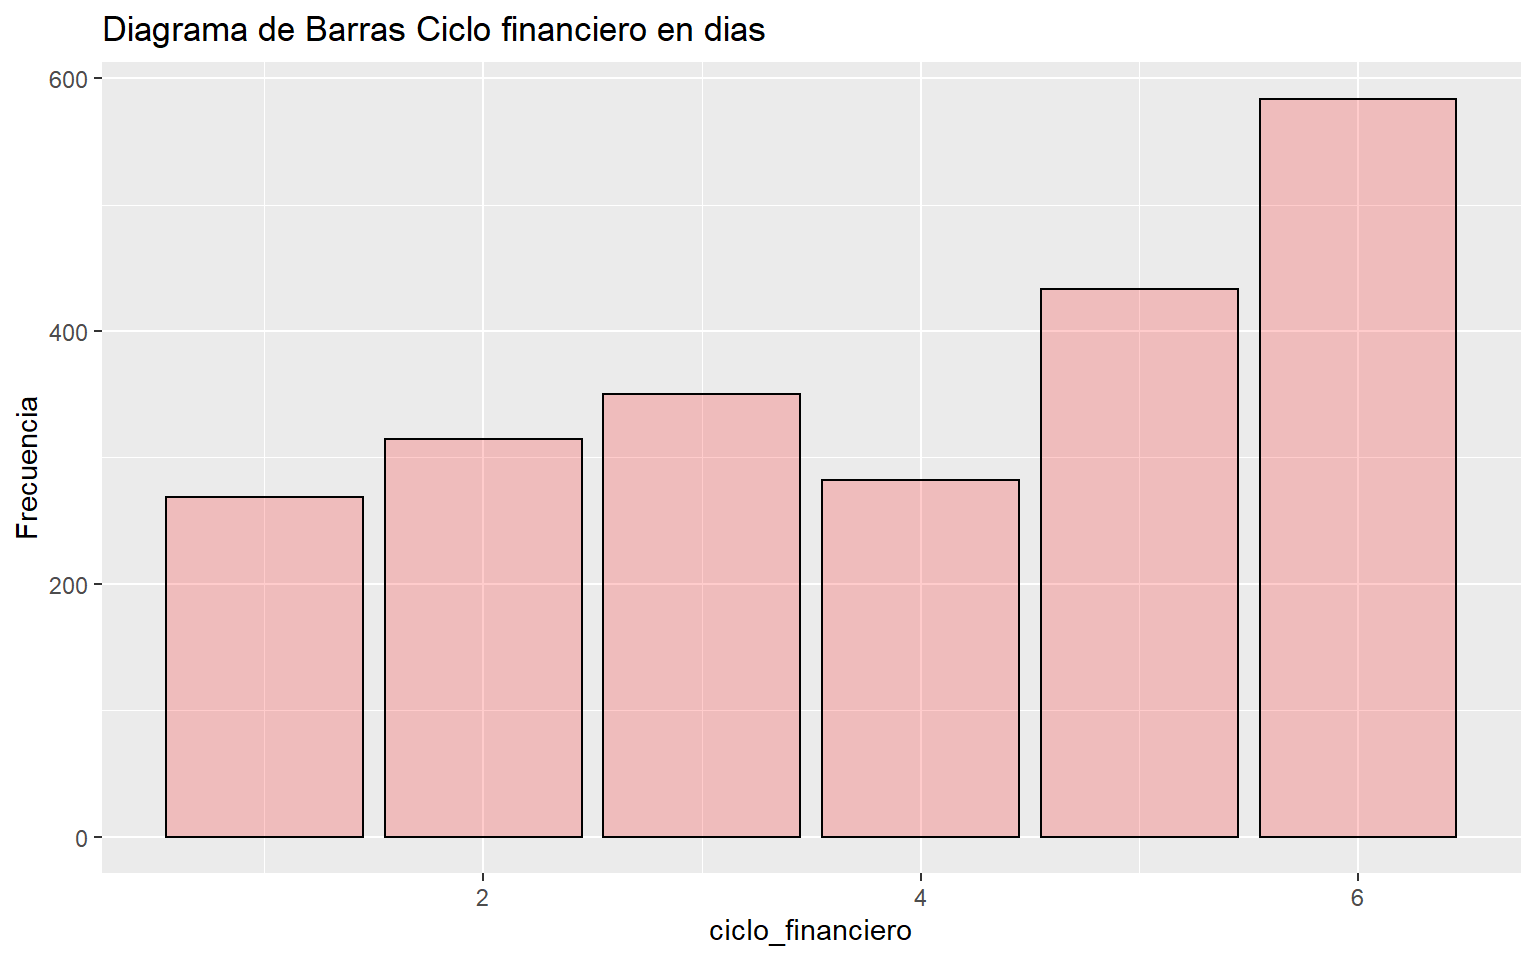 Diagrama de Barras Ciclo financiero en dias
600
400
200
0
Frecuencia
2 4 6
ciclo_financiero